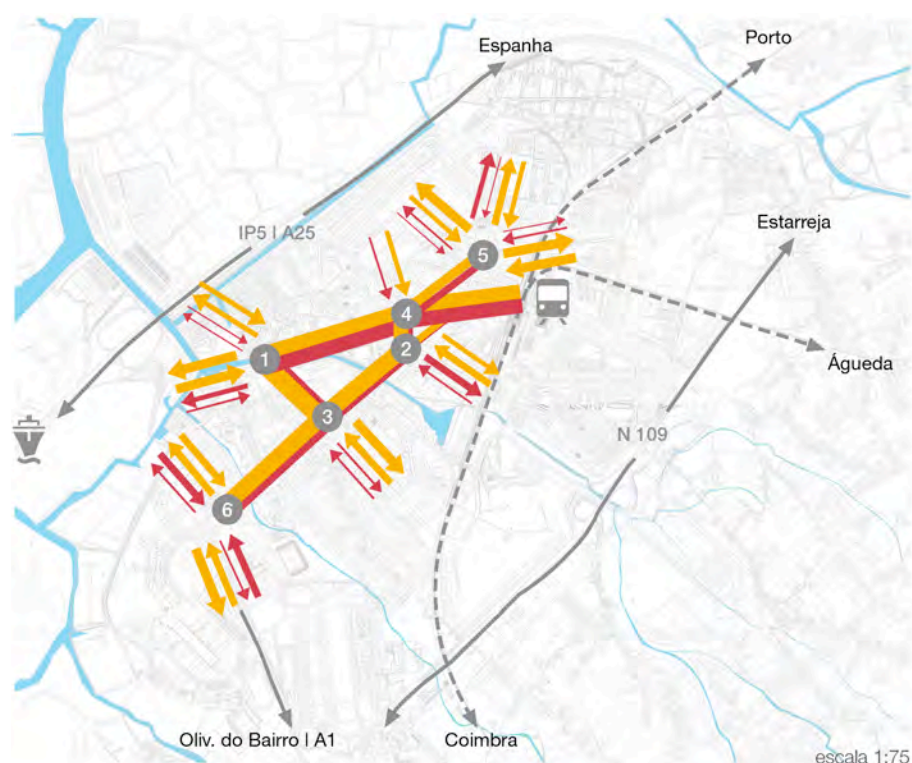 Espanha
Porto
Estarreja
IP5 | A25
5
4
2
1
Águeda
3
N 109
6
Oliv. do Bairro | A1
Coimbra
escala 1:75